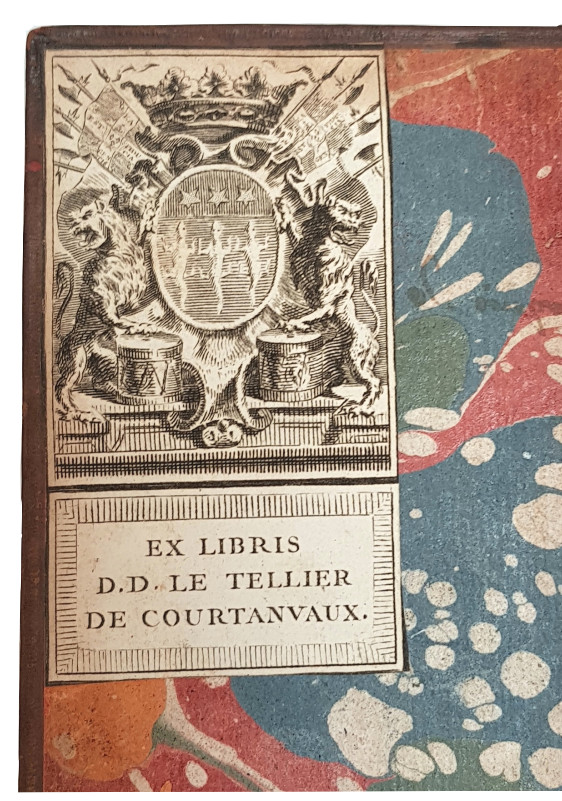 EX LIBRIS
D.D. LE TELLIER
DE COURTANVAUX.